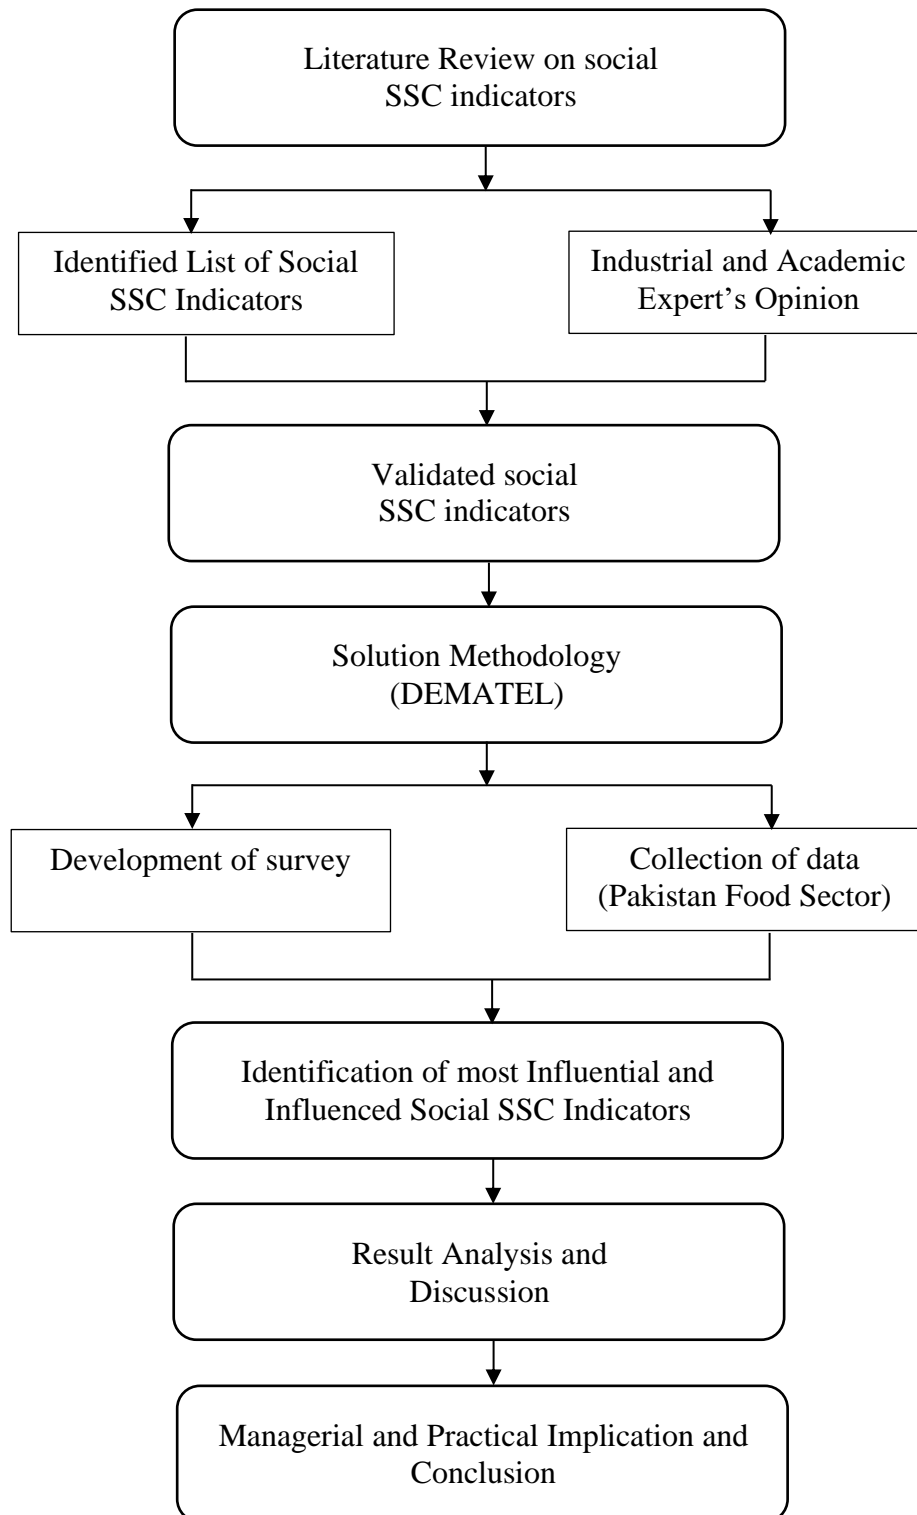 Literature Review on social
SSC indicators
Identified List of Social
SSC Indicators
Industrial and Academic
Expert’s Opinion
Validated social
SSC indicators
Solution Methodology
(DEMATEL)
Development of survey
Collection of data
(Pakistan Food Sector)
Identification of most Influential and
Influenced Social SSC Indicators
Result Analysis and
Discussion
Managerial and Practical Implication and
Conclusion